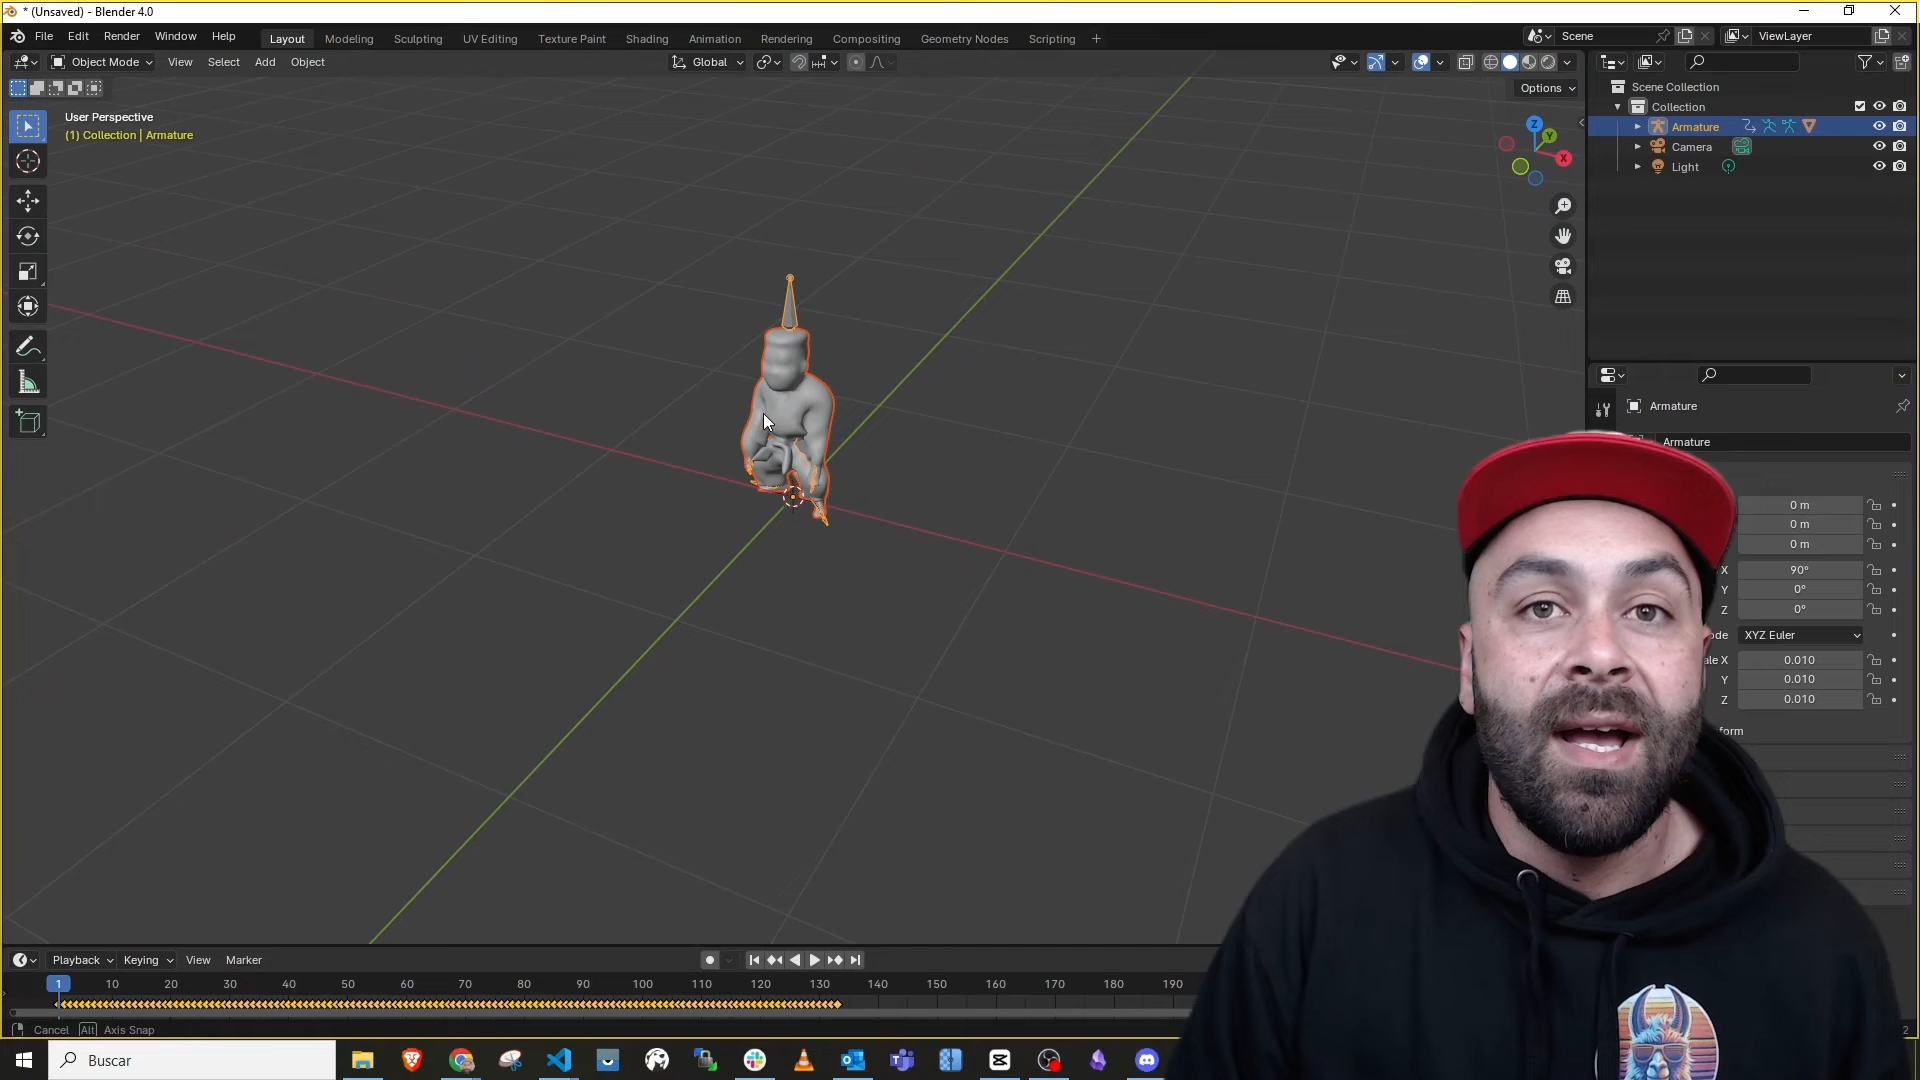 * (Unsaved) - Blender 4.0
File Edit Render Window Help
Layout Modeling Sculpting UV Editing Texture Paint Shading Animation Rendering Compositing Geometry Nodes Scripting +
Scene
ViewLayer
Object Mode View Select Add Object
Global
Options
User Perspective
(1) Collection | Armature
Z
Y
X
Scene Collection
Collection
Armature
Camera
Light
Armature
Armature
0 m
0 m
0 m
X 90°
Y 0°
Z 0°
ode XYZ Euler
ale X 0.010
Y 0.010
Z 0.010
form
Playback Keying View Marker
1 10 20 30 40 50 60 70 80 90 100 110 120 130 140 150 160 170 180 190
Cancel Alt Axis Snap
2
Buscar